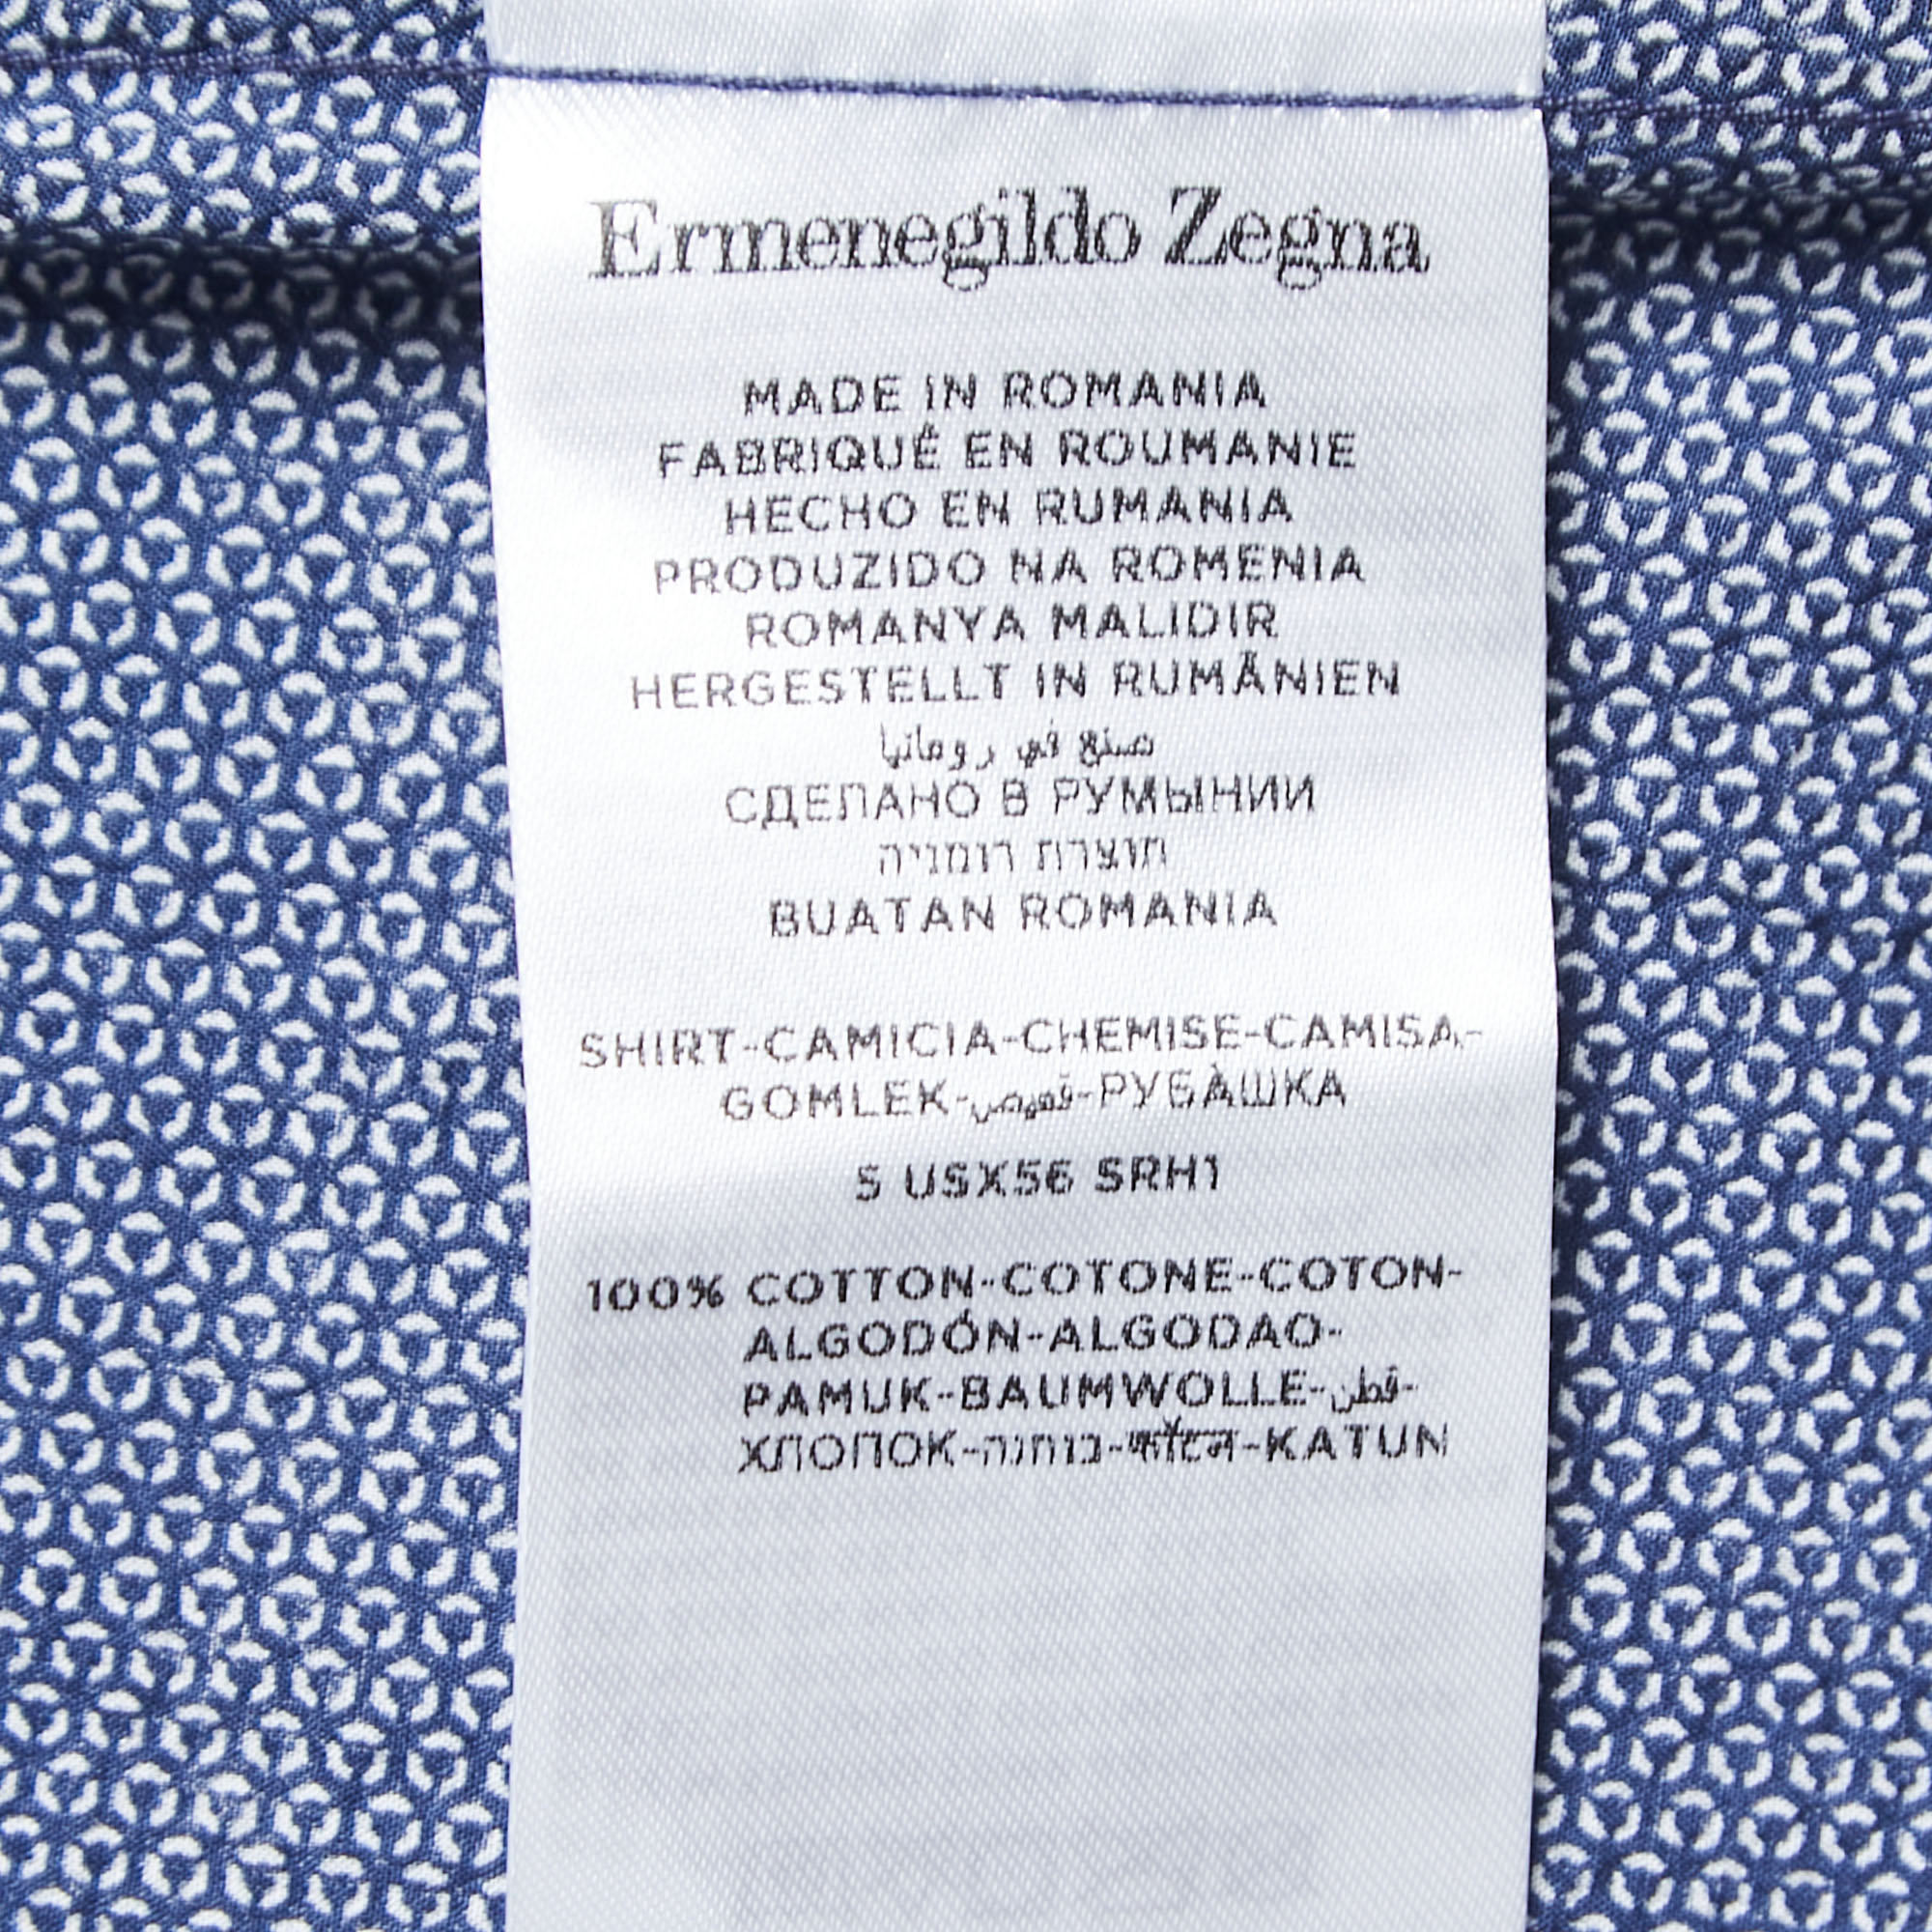 Ermenegildo Zegna
MADE IN ROMANIA
FABRIQUÉ EN ROUMANIE
HECHO EN RUMANIA
PRODUZIDO NA ROMENIA
ROMANYA MALIDIR
HERGESTELLT IN RUMÄNIEN
صنع في رومانيا
СДЕЛАНО В РУМЫНИИ
תוצרת רומניה
BUATAN ROMANIA
SHIRT-CAMICIA-CHEMISE-CAMISA-
GOMLEK-قميص-РУБАШКА
5 USX56 SRH1
100% COTTON-COTONE-COTON-
ALGODÓN-ALGODAO-
PAMUK-BAUMWOLLE-قطن-
ХЛОПОК-כותנה-कॉटन-KATUN